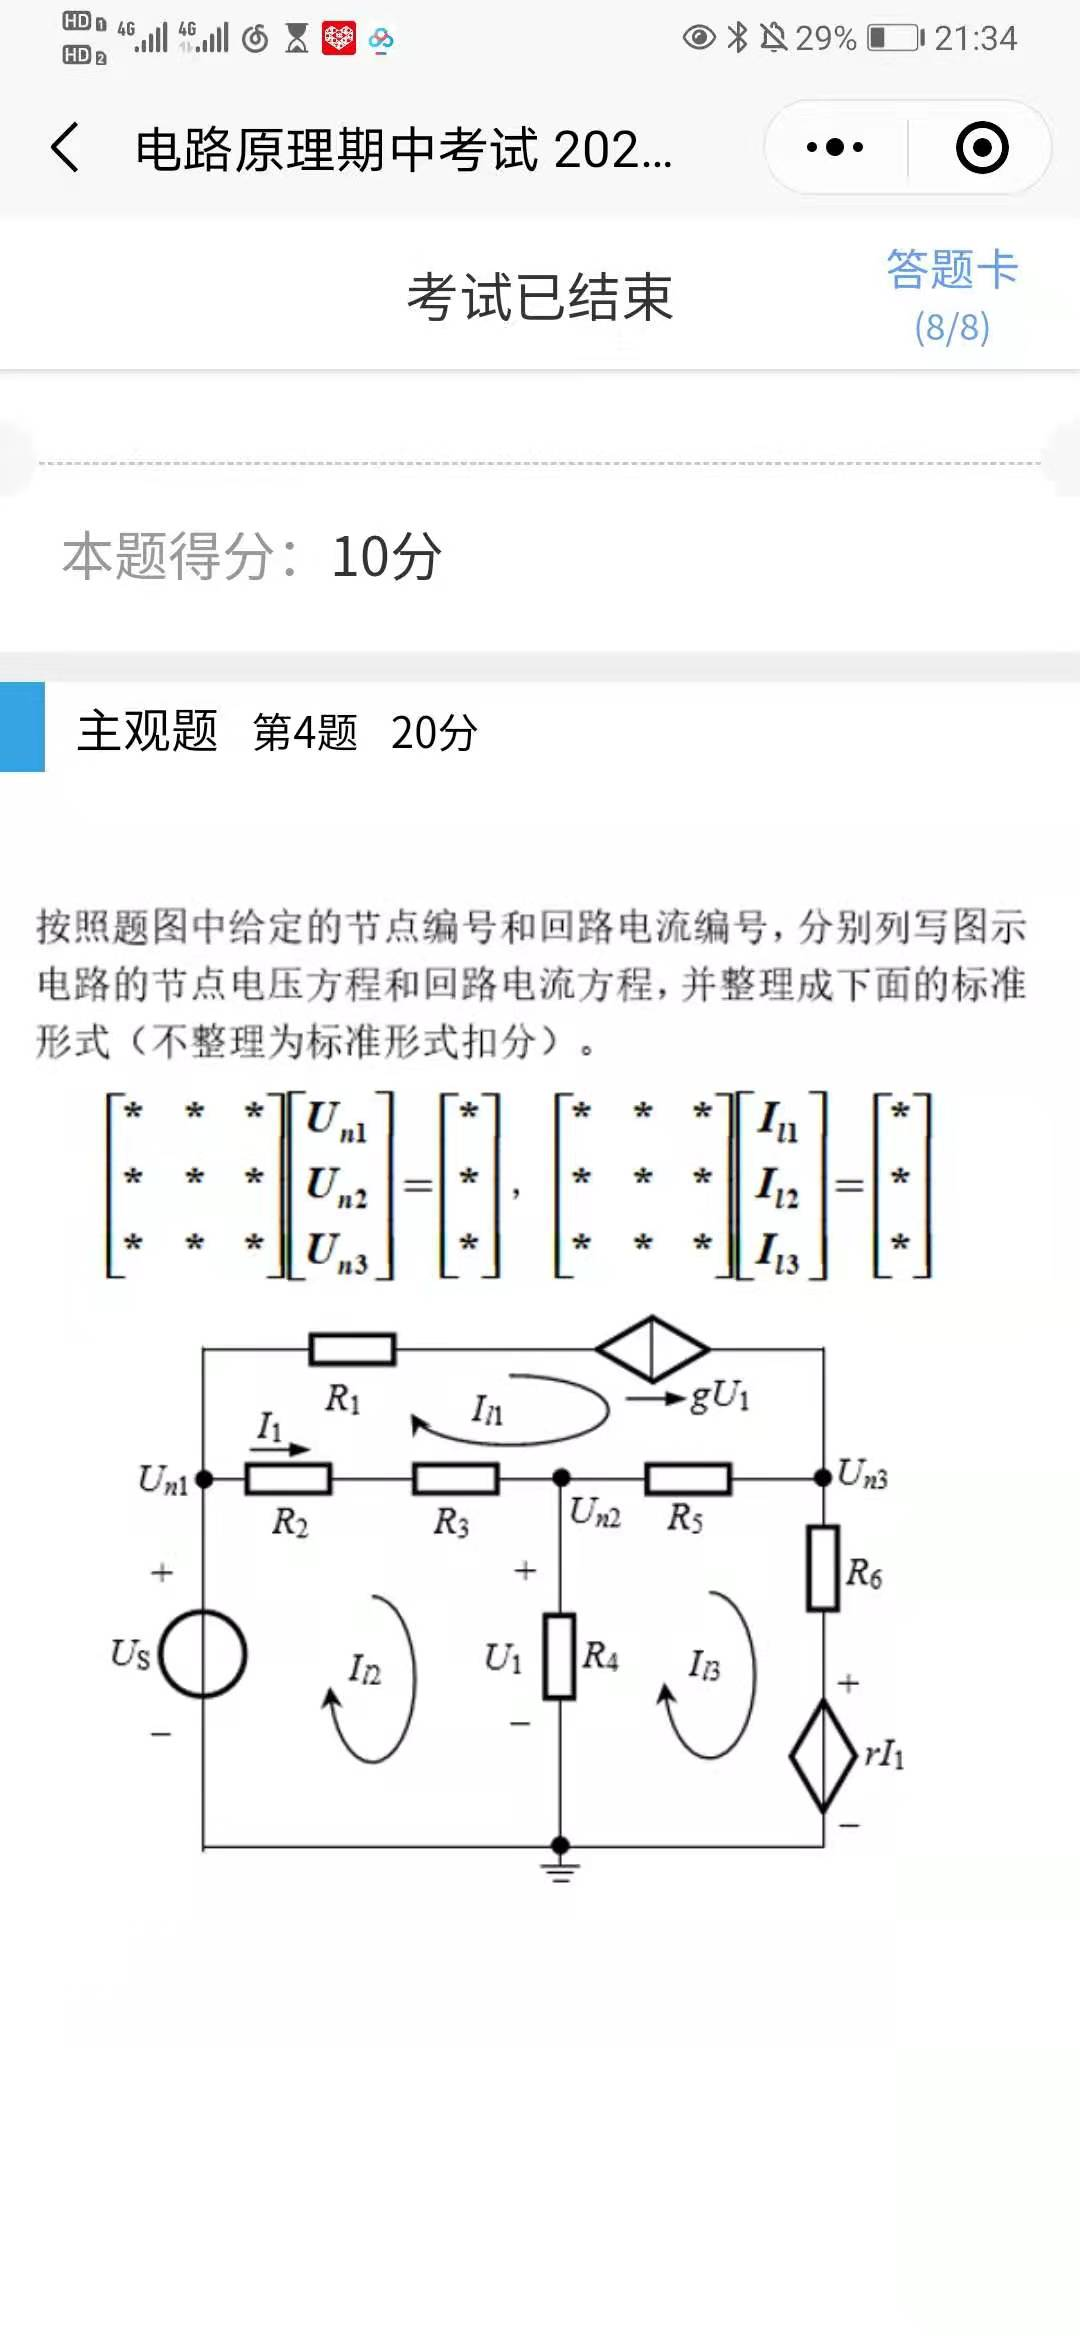 HD 1 4G 4G 29% 21:34
HD 2
电路原理期中考试 202...
考试已结束
答题卡
(8/8)
本题得分：10分
主观题 第4题 20分
按照题图中给定的节点编号和回路电流编号，分别列写图示
电路的节点电压方程和回路电流方程，并整理成下面的标准
形式（不整理为标准形式扣分）。
[* * *] [Un1] = [*] , [* * *] [Il1] = [*]
[* * *] [Un2] = [*] [* * *] [Il2] = [*]
[* * *] [Un3] = [*] [* * *] [Il3] = [*]
R1 Il1 gU1
I1
Un1 Un3
R2 R3 Un2 R5
+ + R6
US Il2 U1 R4 Il3 +
− − rI1
−